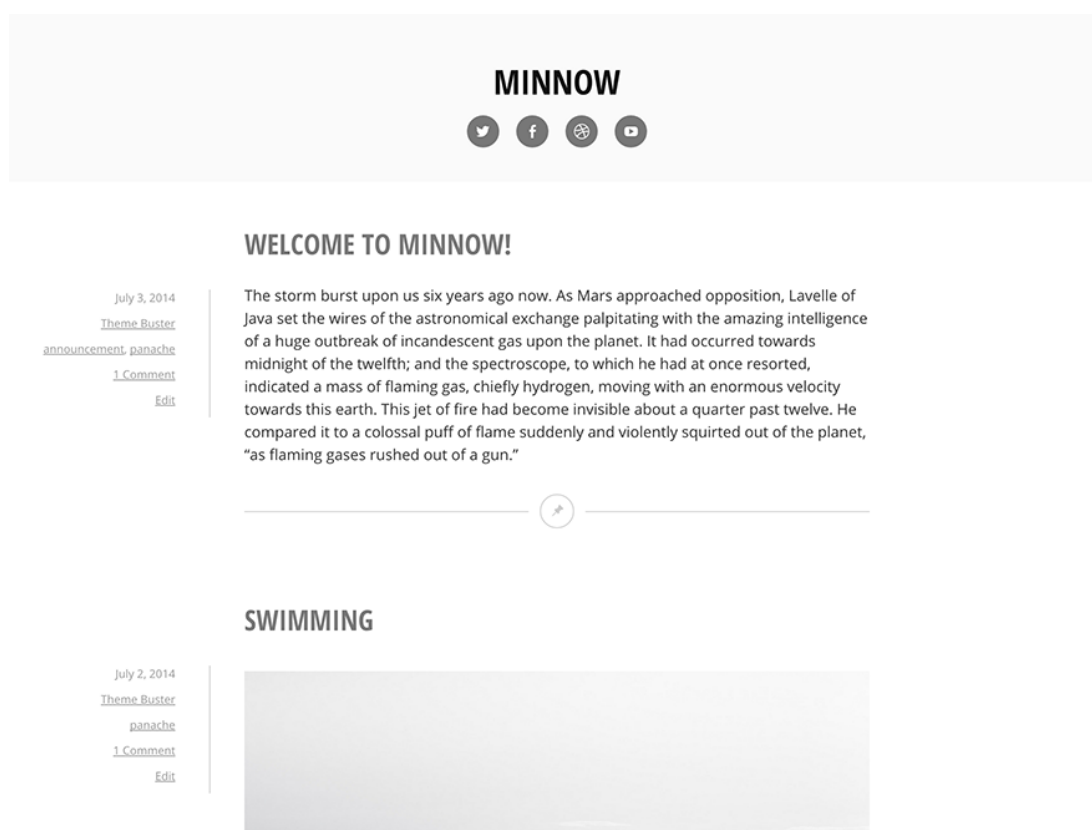 MINNOW
WELCOME TO MINNOW!
July 3, 2014
Theme Buster
announcement, panache
1 Comment
Edit
The storm burst upon us six years ago now. As Mars approached opposition, Lavelle of
Java set the wires of the astronomical exchange palpitating with the amazing intelligence
of a huge outbreak of incandescent gas upon the planet. It had occurred towards
midnight of the twelfth; and the spectroscope, to which he had at once resorted,
indicated a mass of flaming gas, chiefly hydrogen, moving with an enormous velocity
towards this earth. This jet of fire had become invisible about a quarter past twelve. He
compared it to a colossal puff of flame suddenly and violently squirted out of the planet,
“as flaming gases rushed out of a gun.”
SWIMMING
July 2, 2014
Theme Buster
panache
1 Comment
Edit